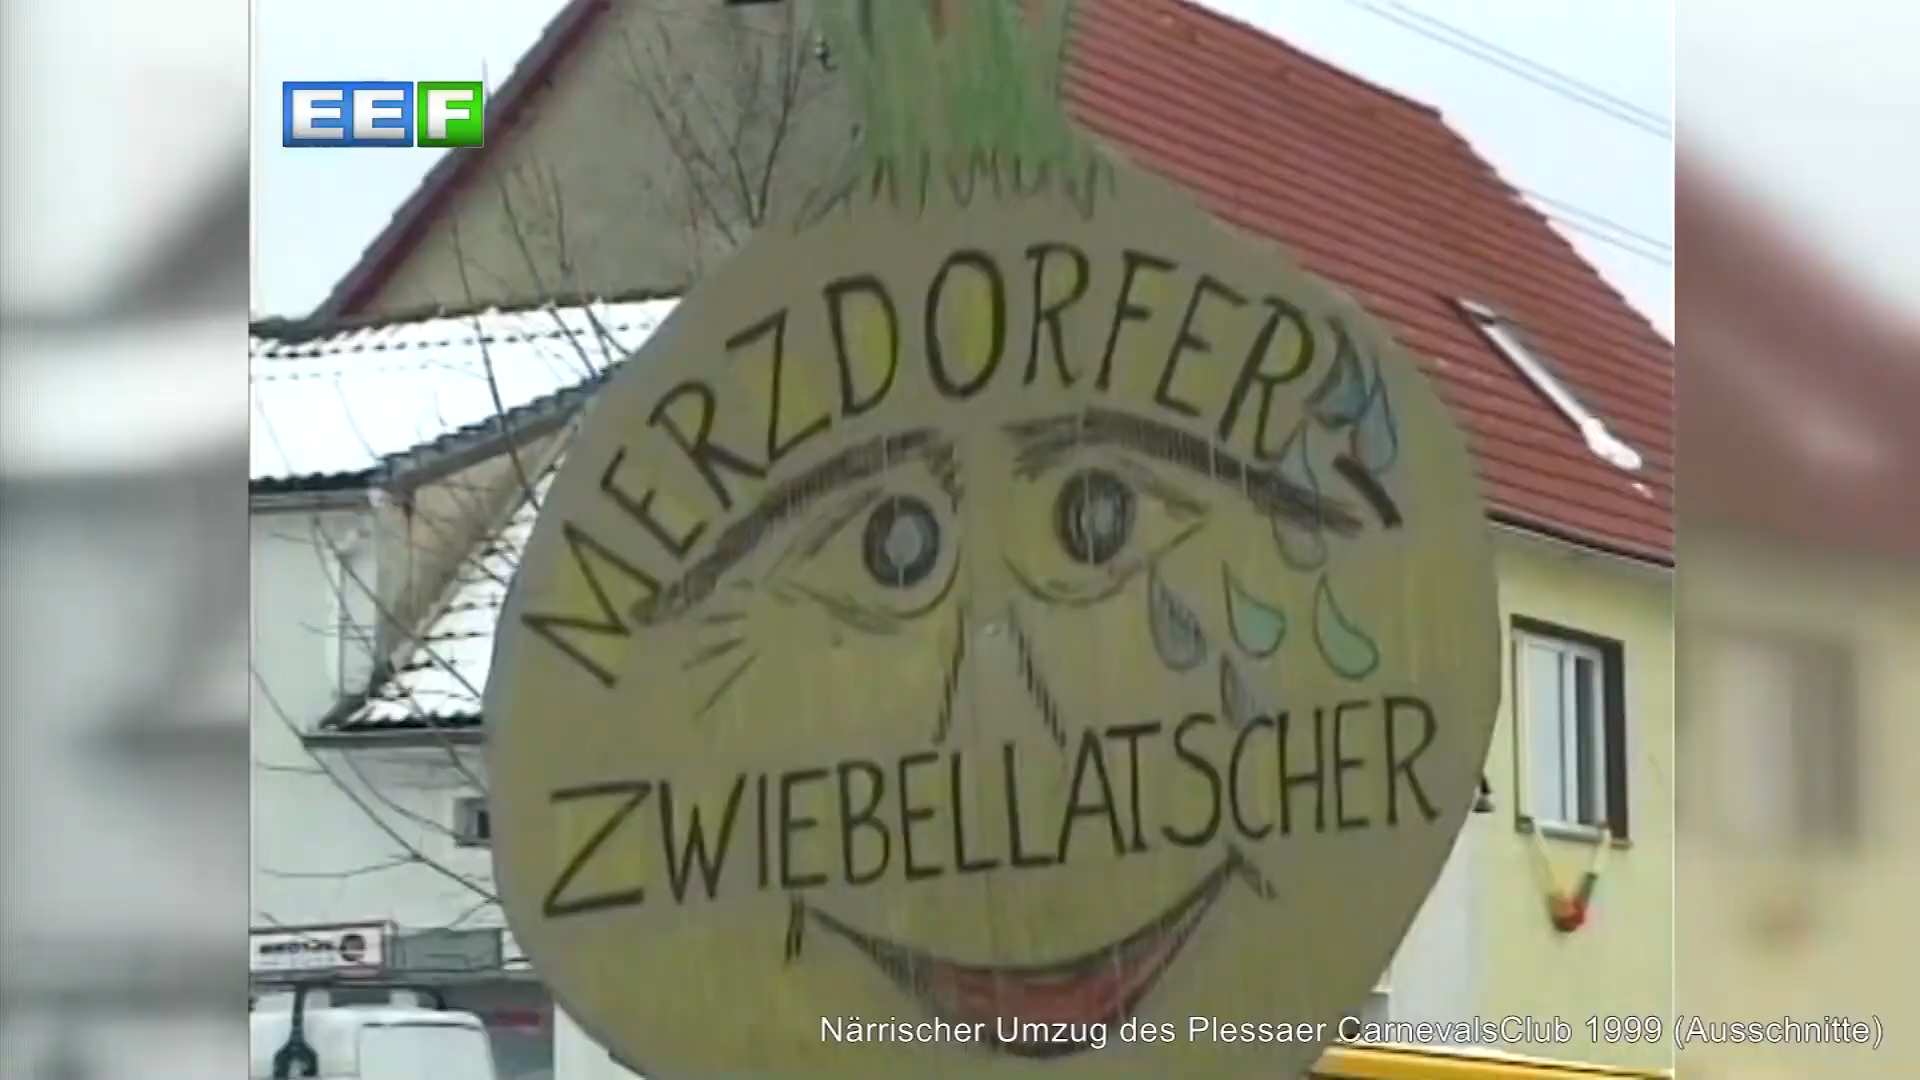 EEF
MERZDORFER
ZWIEBELLATSCHER
Närrischer Umzug des Plessaer CarnevalsClub 1999 (Ausschnitte)